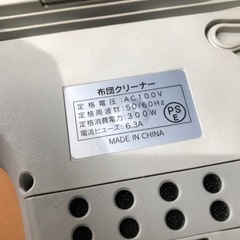 布団クリーナー
定格電圧:AC100V
定格周波数:50/60Hz
定格消費電力:300W
電流ヒューズ:6.3A
PSE
MADE IN CHINA